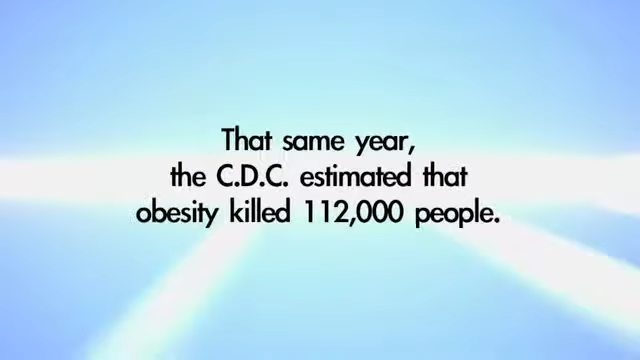 That same year,
the C.D.C. estimated that
obesity killed 112,000 people.